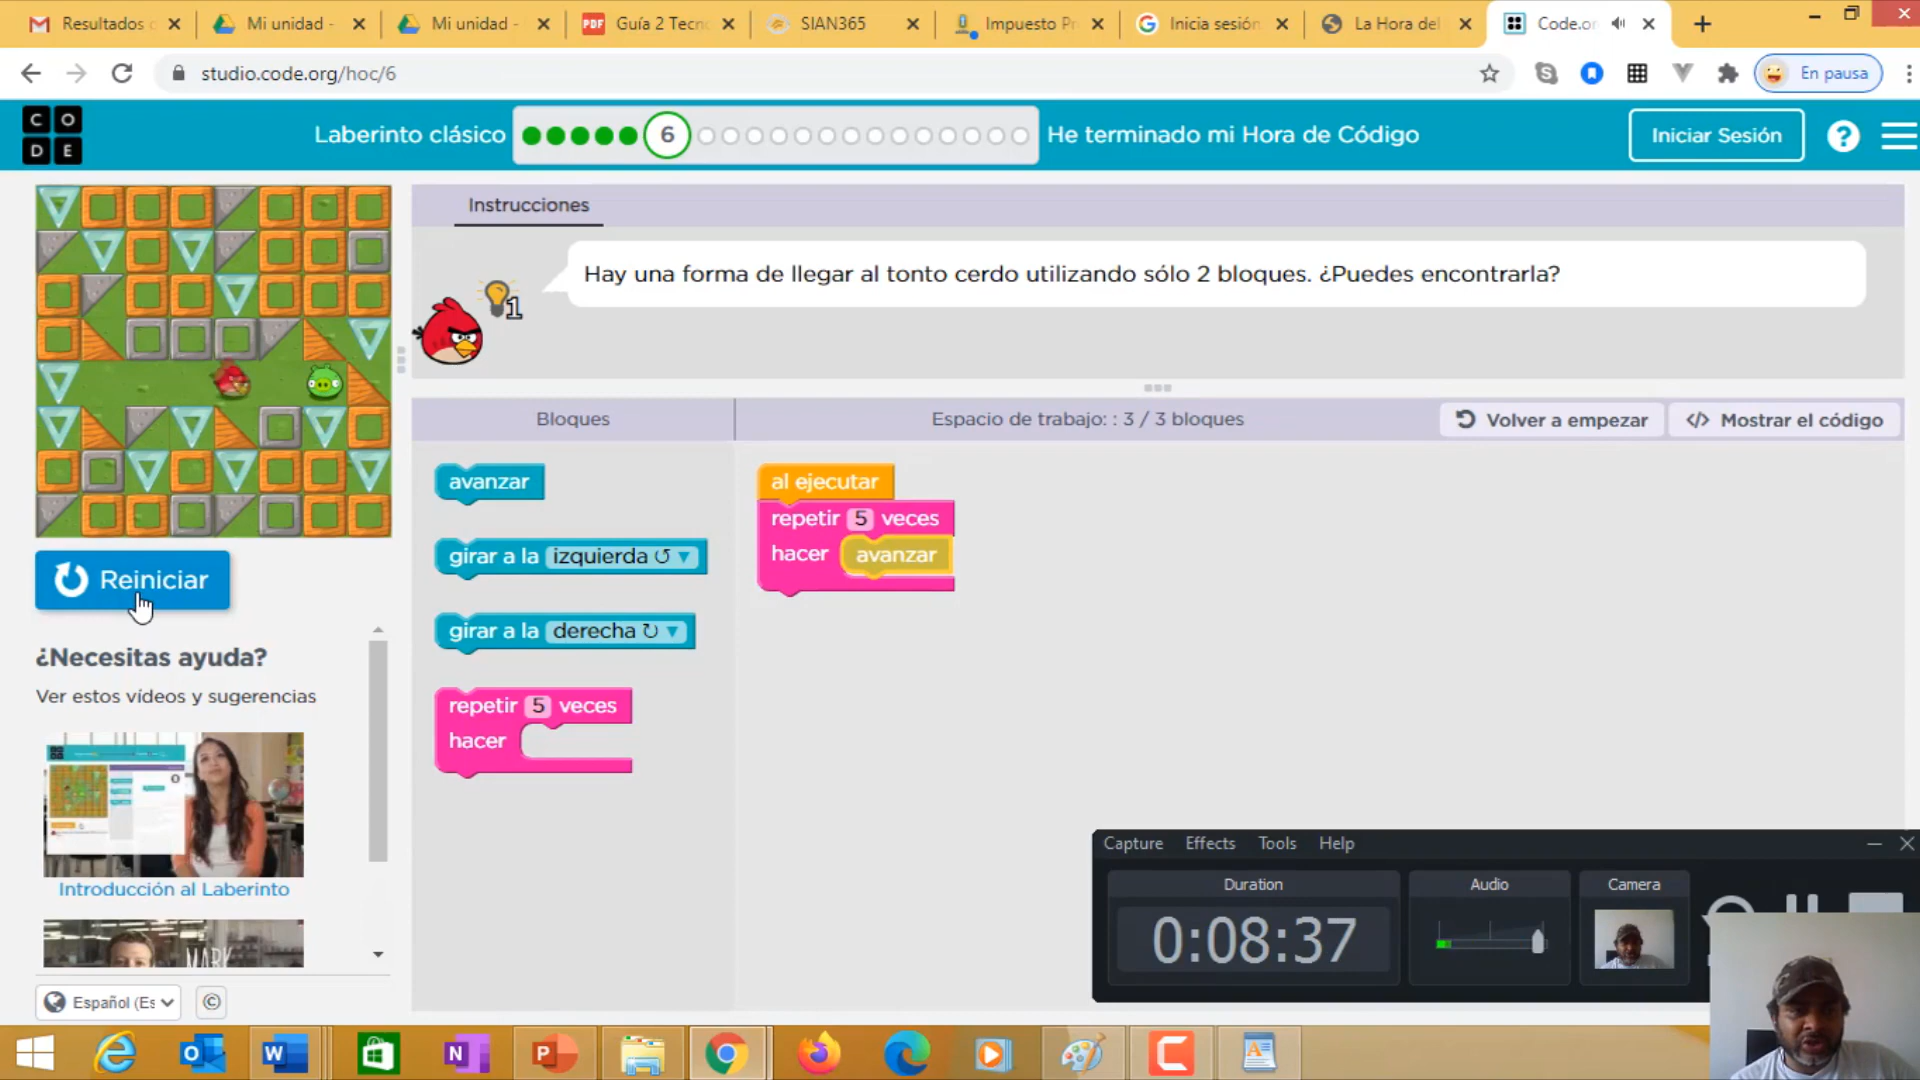 Resultados
Mi unidad -
Mi unidad -
PDF
Guía 2 Tecn
SIAN365
Impuesto Pr
Inicia sesión
La Hora del
Code.or
studio.code.org/hoc/6
En pausa
C O
D E
Laberinto clásico
6
He terminado mi Hora de Código
Iniciar Sesión
?
Instrucciones
1
Hay una forma de llegar al tonto cerdo utilizando sólo 2 bloques. ¿Puedes encontrarla?
Bloques
Espacio de trabajo: : 3 / 3 bloques
Volver a empezar
</> Mostrar el código
avanzar
girar a la izquierda ↺ ▼
girar a la derecha ↻ ▼
repetir 5 veces
hacer
al ejecutar
repetir 5 veces
hacer avanzar
Reiniciar
¿Necesitas ayuda?
Ver estos vídeos y sugerencias
Introducción al Laberinto
MARK
Español (Es
©
Capture Effects Tools Help
Duration
Audio
Camera
0:08:37